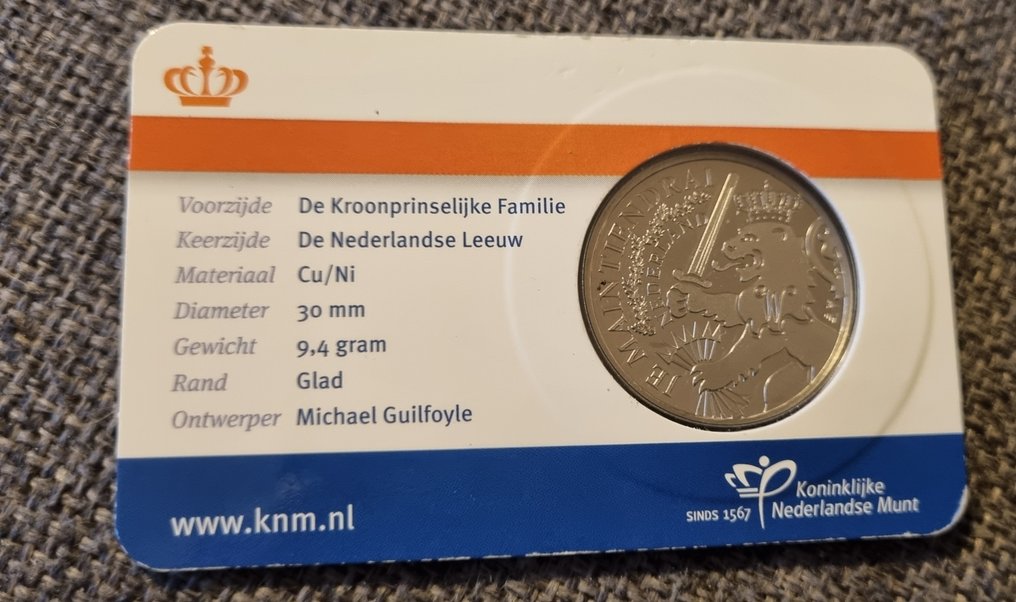 Voorzijde De Kroonprinselijke Familie
Keerzijde De Nederlandse Leeuw
Materiaal Cu/Ni
Diameter 30 mm
Gewicht 9,4 gram
Rand Glad
Ontwerper Michael Guilfoyle
JE MAINTIENDRAI
NEDERLAND
W
www.knm.nl
SINDS 1567
Koninklijke
Nederlandse Munt